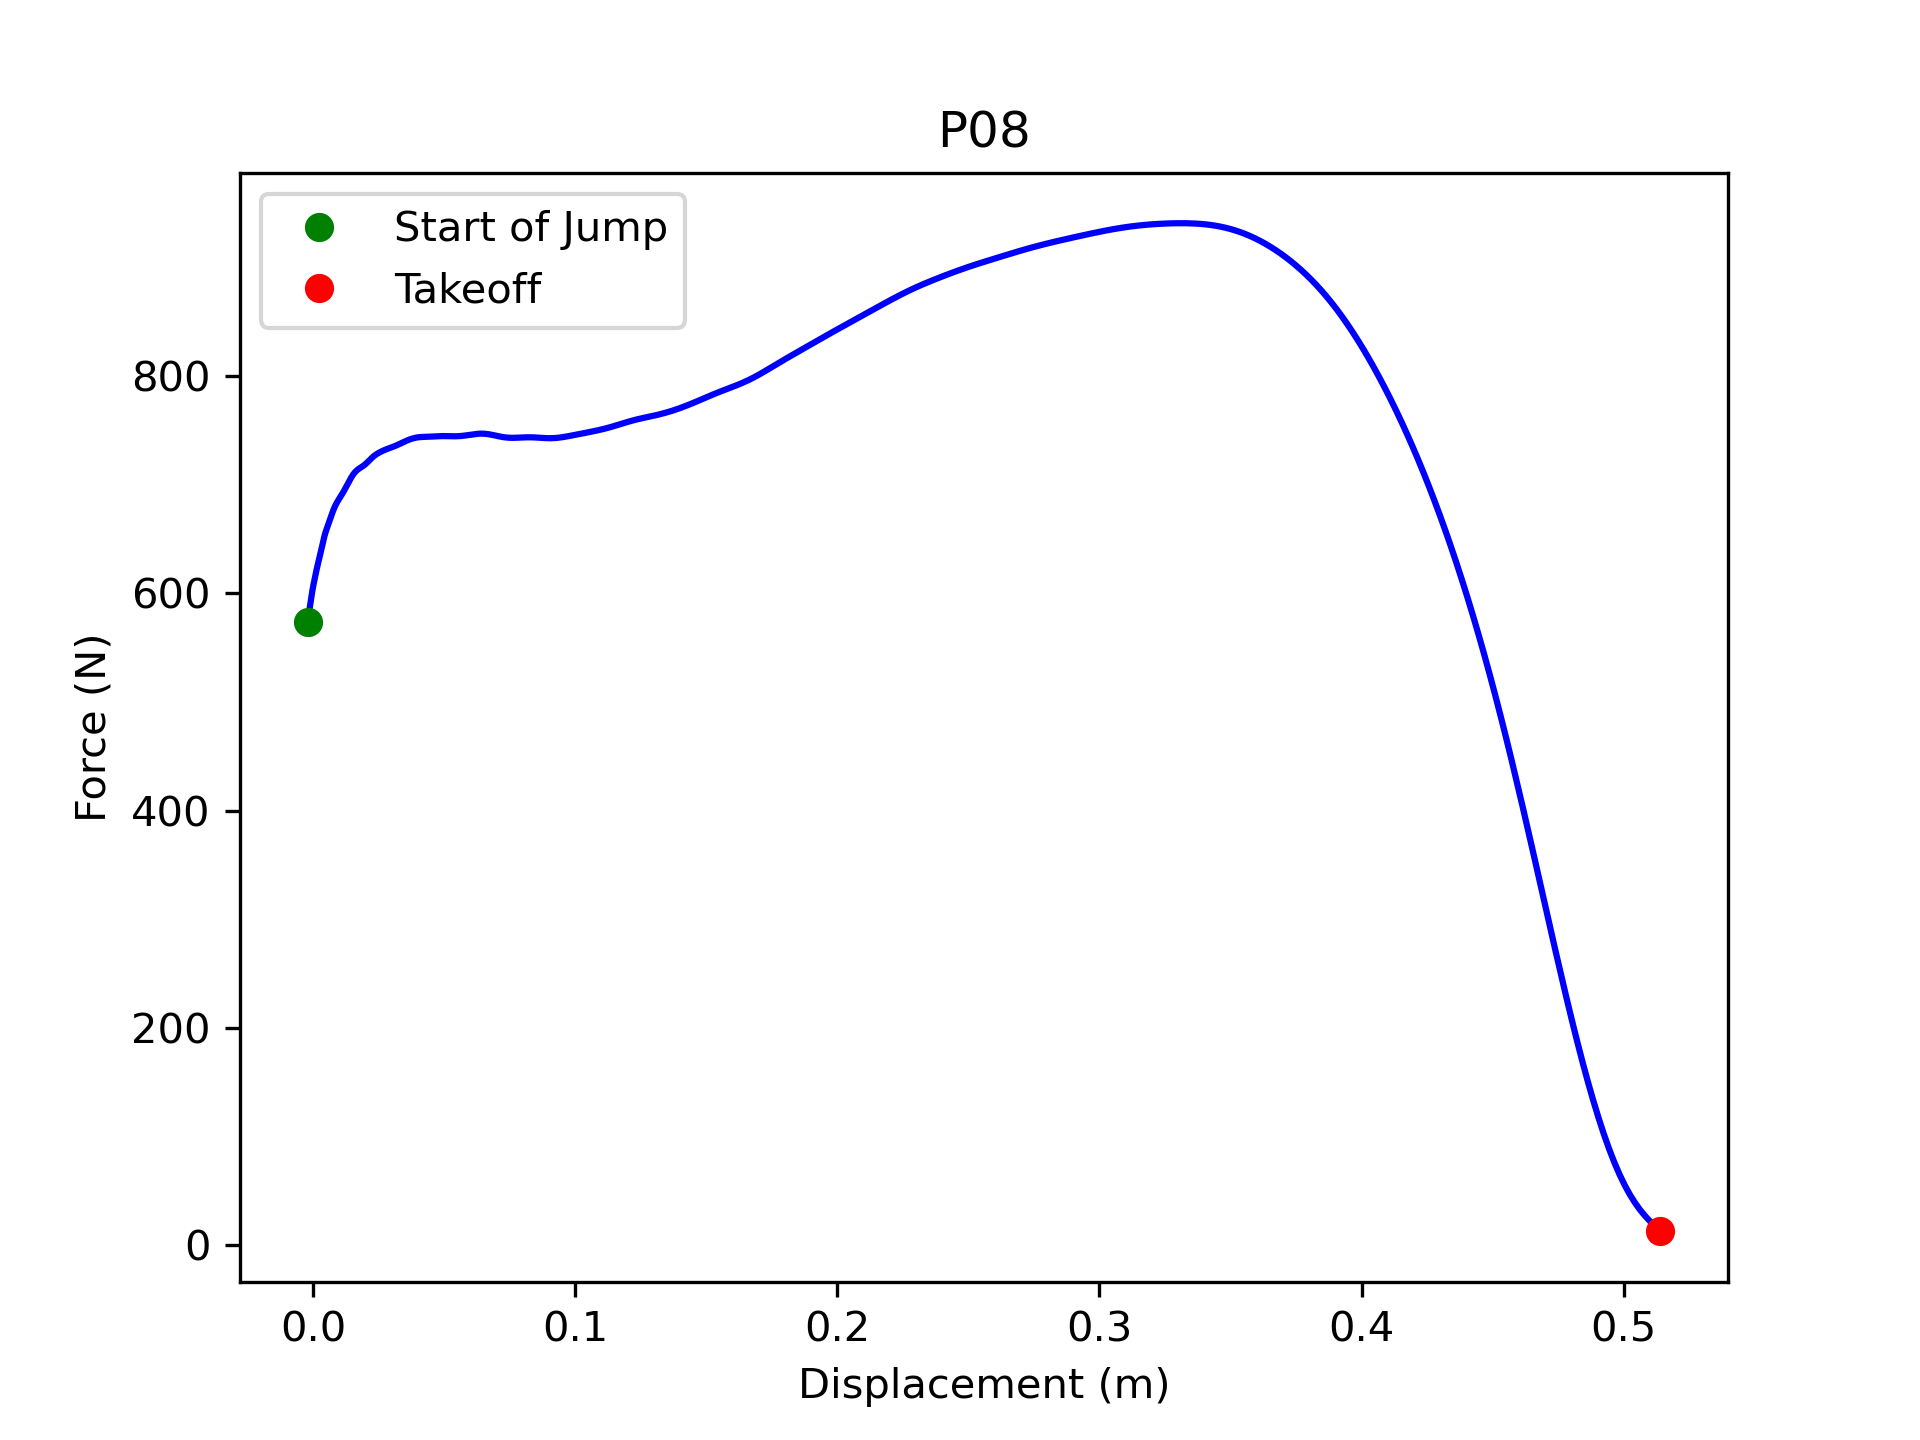 P08
Start of Jump
Takeoff
800
600
400
200
0
Force (N)
0.0 0.1 0.2 0.3 0.4 0.5
Displacement (m)